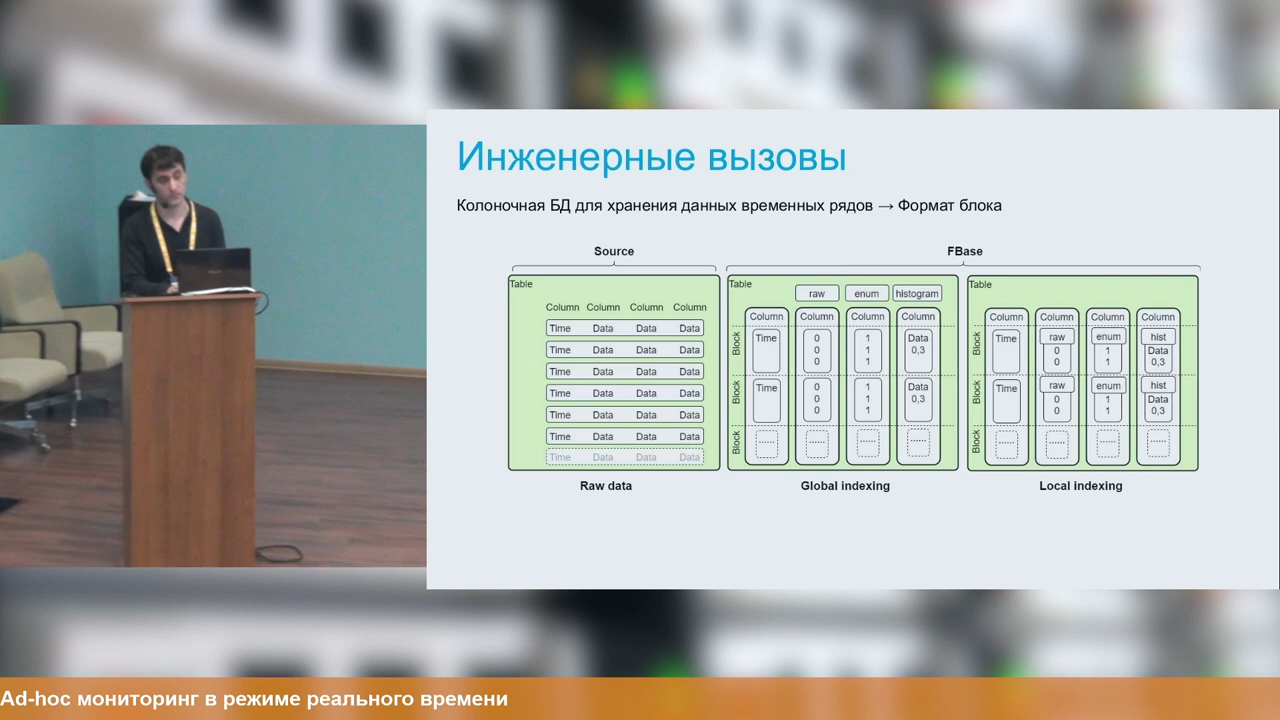 Инженерные вызовы
Колоночная БД для хранения данных временных рядов → Формат блока
Source
FBase
Table
Column Column Column Column
Time Data Data Data
Time Data Data Data
Time Data Data Data
Time Data Data Data
Time Data Data Data
Time Data Data Data
Time Data Data Data
Raw data
Table
raw enum histogram
Column Column Column Column
Block
Time
0
0
0
1
1
1
Data
0,3
Block
Time
0
0
0
1
1
1
Data
0,3
Block
......
......
......
......
Global indexing
Table
Column Column Column Column
Block
Time
raw
0
0
enum
1
1
hist
Data
0,3
Block
Time
raw
0
0
enum
1
1
hist
Data
0,3
Block
......
......
......
......
Local indexing
Ad-hoc мониторинг в режиме реального времени